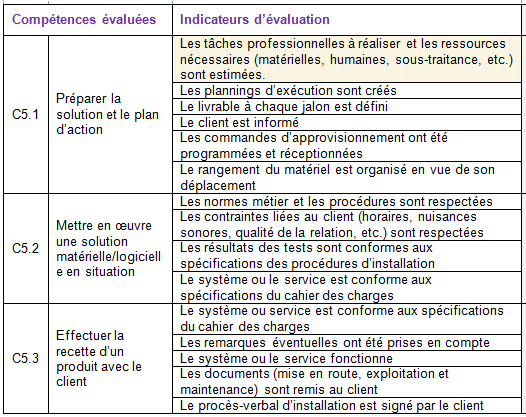 Compétences évaluées
Indicateurs d'évaluation
C5.1
Préparer la
solution et le plan
d'action
Les tâches professionnelles à réaliser et les ressources
nécessaires (matérielles, humaines, sous-traitance, etc.)
sont estimées.
Les plannings d'exécution sont créés
Le livrable à chaque jalon est défini
Le client est informé
Les commandes d'approvisionnement ont été
programmées et réceptionnées
Le rangement du matériel est organisé en vue de son
déplacement
C5.2
Mettre en œuvre
une solution
matérielle/logiciell
e en situation
Les normes métier et les procédures sont respectées
Les contraintes liées au client (horaires, nuisances
sonores, qualité de la relation, etc.) sont respectées
Les résultats des tests sont conformes aux
spécifications des procédures d'installation
Le système ou le service est conforme aux
spécifications du cahier des charges
C5.3
Effectuer la
recette d'un
produit avec le
client
Le système ou service est conforme aux spécifications
du cahier des charges
Les remarques éventuelles ont été prises en compte
Le système ou le service fonctionne
Les documents (mise en route, exploitation et
maintenance) sont remis au client
Le procès-verbal d'installation est signé par le client